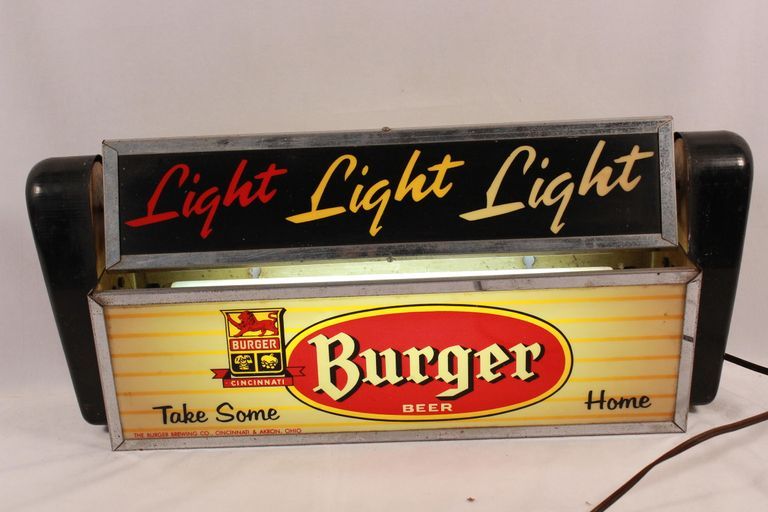 Light Light Light
BURGER
CINCINNATI
Burger
BEER
Take Some Home
THE BURGER BREWING CO. CINCINNATI & AKRON, OHIO